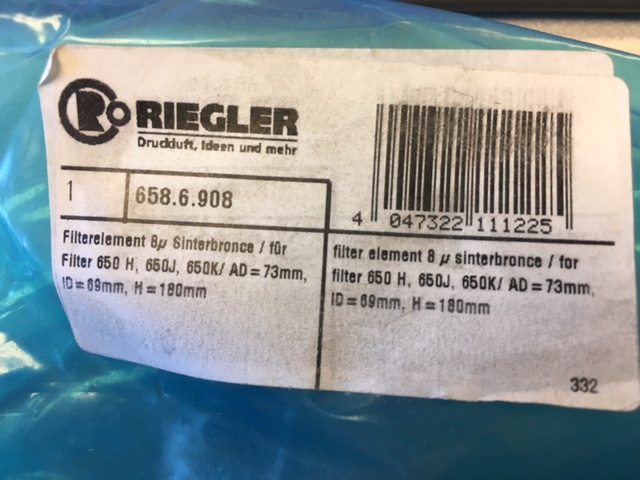 RIEGLER
Druckluft, Ideen und mehr
1
658.6.908
4 047322 111225
Filterelement 8µ Sinterbronce / für
Filter 650 H, 650J, 650K/ AD = 73mm,
ID = 69mm, H = 180mm
filter element 8 µ sinterbronce / for
filter 650 H, 650J, 650K/ AD = 73mm,
ID = 69mm, H = 180mm
332